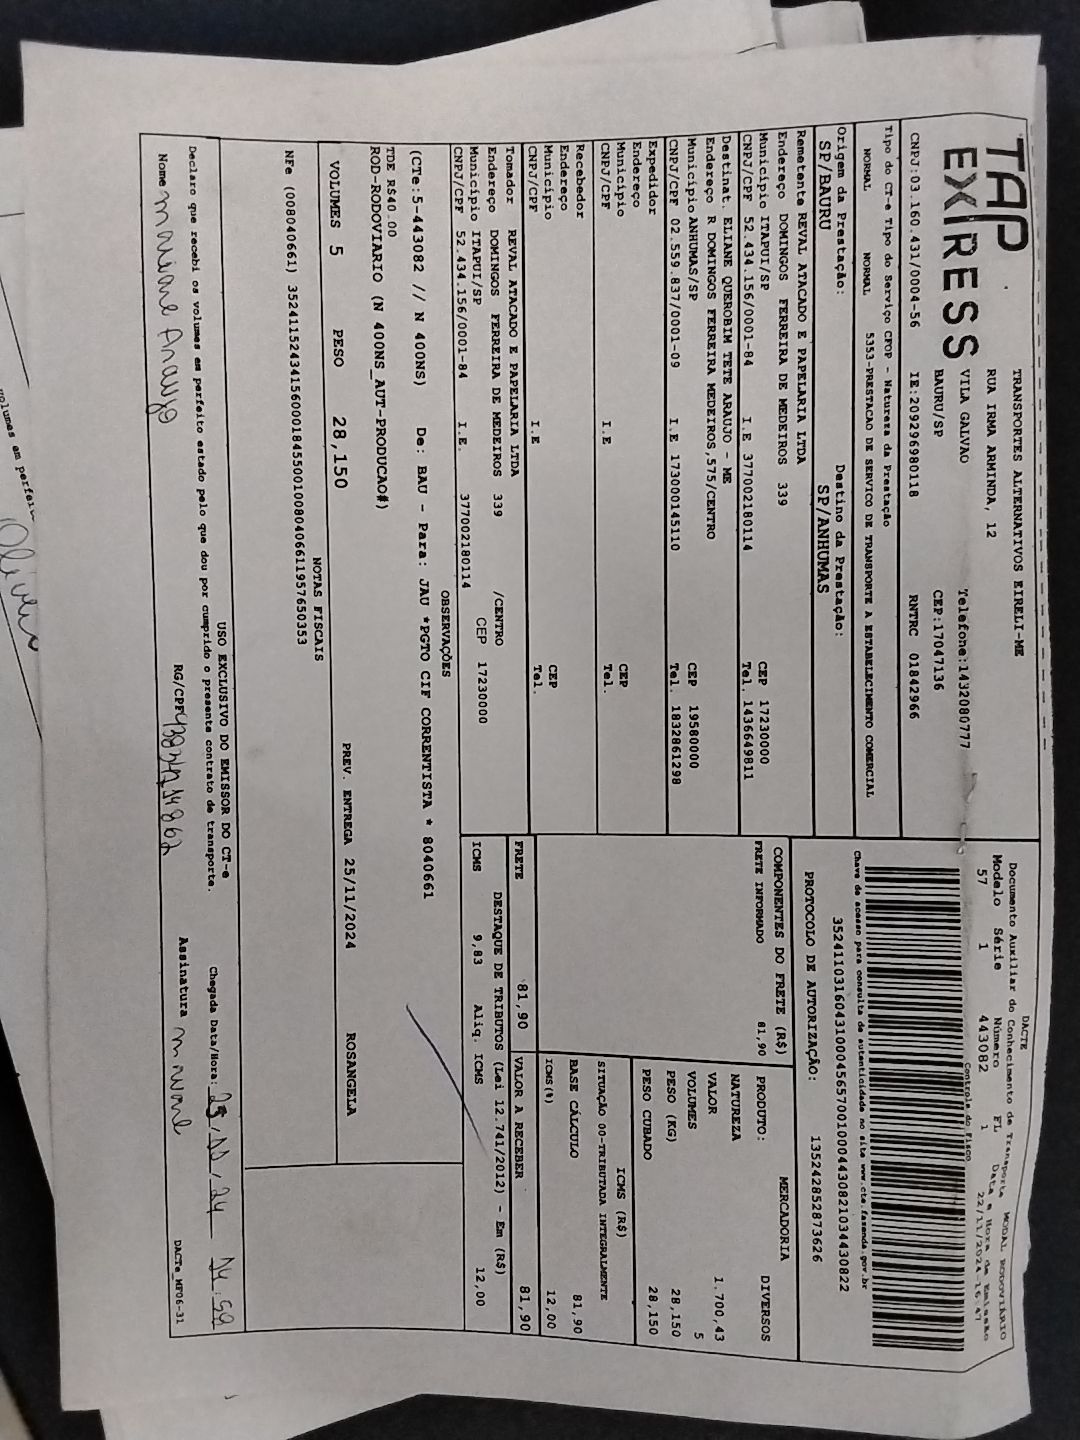 TAP
EXPRESS
TRANSPORTES ALTERNATIVOS EIRELI-ME
RUA IRMA ARMINDA, 12
VILA GALVAO Telefone:1432080777
BAURU/SP CEP:17047136
CNPJ:03.160.431/0004-56 IE:209296980118 RNTRC 01842966
Tipo do CT-e Tipo do Serviço CFOP - Natureza da Prestação
NORMAL NORMAL 5353-PRESTACAO DE SERVICO DE TRANSPORTE A ESTABELECIMENTO COMERCIAL
Origem da Prestação: Destino da Prestação:
SP/BAURU SP/ANHUMAS
Remetente REVAL ATACADO E PAPELARIA LTDA
Endereço DOMINGOS FERREIRA DE MEDEIROS 339
Município ITAPUI/SP CEP 17230000
CNPJ/CPF 52.434.156/0001-84 I.E 377002180114 Tel. 1436649811
Destinat. ELIANE QUEROBIM TETE ARAUJO - ME
Endereço R DOMINGOS FERREIRA MEDEIROS,575/CENTRO
Município ANHUMAS/SP CEP 19580000
CNPJ/CPF 02.559.837/0001-09 I.E 173000145110 Tel. 1832861298
Expedidor
Endereço
Município CEP
CNPJ/CPF I.E Tel.
Recebedor
Endereço
Município CEP
CNPJ/CPF I.E Tel.
Tomador REVAL ATACADO E PAPELARIA LTDA
Endereço DOMINGOS FERREIRA DE MEDEIROS 339 /CENTRO
Município ITAPUI/SP CEP 17230000
CNPJ/CPF 52.434.156/0001-84 I.E. 377002180114
DACTE
Documento Auxiliar do Conhecimento de Transporte MODAL RODOVIÁRIO
Modelo Série Número FL Data e Hora de Emissão
57 1 443082 1 22/11/2024-16:47
Controle do Fisco
Chave de acesso para consulta de autenticidade no site www.cte.fazenda.gov.br
35241103160431000456570010004430821034430822
PROTOCOLO DE AUTORIZAÇÃO: 135242852873626
COMPONENTES DO FRETE (R$)
FRETE INFORMADO 81,90
MERCADORIA
PRODUTO: DIVERSOS
NATUREZA
VALOR 1.700,43
VOLUMES 5
PESO (KG) 28,150
PESO CUBADO 28,150
ICMS (R$)
SITUAÇÃO 00-TRIBUTADA INTEGRALMENTE
BASE CÁLCULO 81,90
ICMS(%) 12,00
FRETE 81,90 VALOR A RECEBER 81,90
DESTAQUE DE TRIBUTOS (Lei 12.741/2012) - Em (R$)
ICMS 9,83 Aliq. ICMS 12,00
OBSERVAÇÕES
(CTe:5-443082 // N 400NS) De: BAU - Para: JAU *PGTO CIF CORRENTISTA * 8040661
TDE R$40.00
ROD-RODOVIARIO (N 400NS_AUT-PRODUCAO#)
VOLUMES 5 PESO 28,150 PREV. ENTREGA 25/11/2024 ROSANGELA
NOTAS FISCAIS
NFe (008040661) 35241152434156000184550010080406611957650353
USO EXCLUSIVO DO EMISSOR DO CT-e
Declaro que recebi os volumes em perfeito estado pelo que dou por cumprido o presente contrato de transporte. Chegada Data/Hora: 25/11/24
Nome Mariane Araujo RG/CPF Assinatura
DACTe_MF06-31
volumes em perfeit